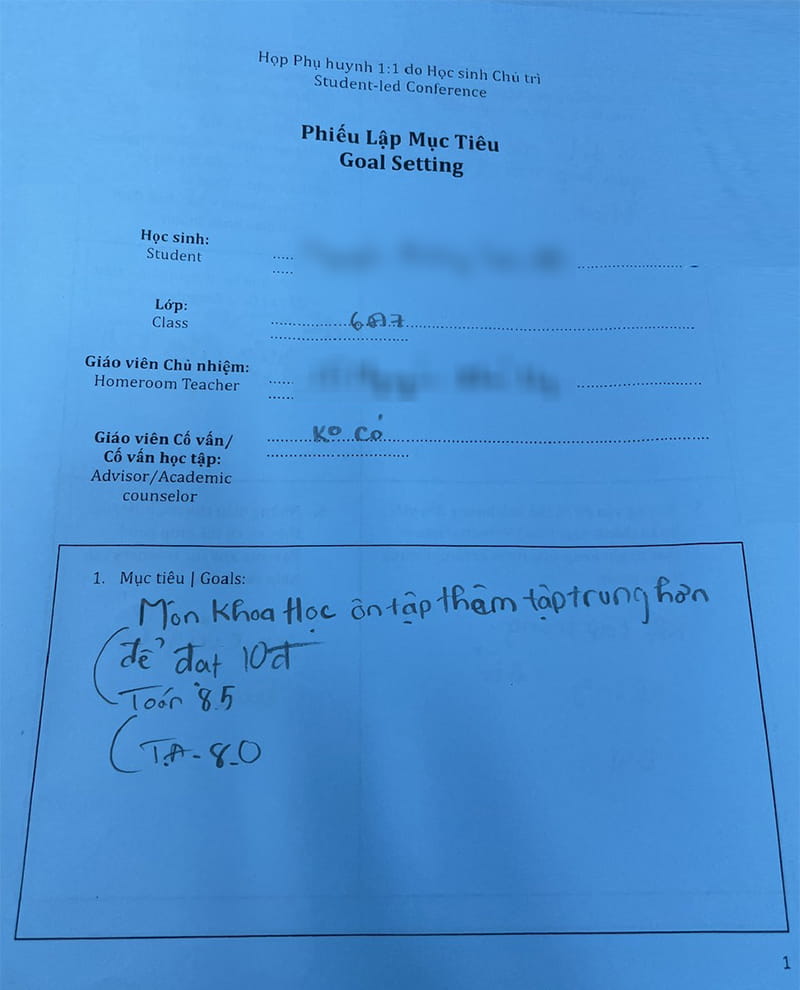 Họp Phụ huynh 1:1 do Học sinh Chủ trì
Student-led Conference
Phiếu Lập Mục Tiêu
Goal Setting
Học sinh:
Student
Lớp:
Class
6A7
Giáo viên Chủ nhiệm:
Homeroom Teacher
Giáo viên Cố vấn/
Cố vấn học tập:
Advisor/Academic
counselor
Ko có
1. Mục tiêu | Goals:
Môn Khoa Học ôn tập thêm tập trung hơn
để đạt 10đ
Toán 8.5
T.A - 8.0
1